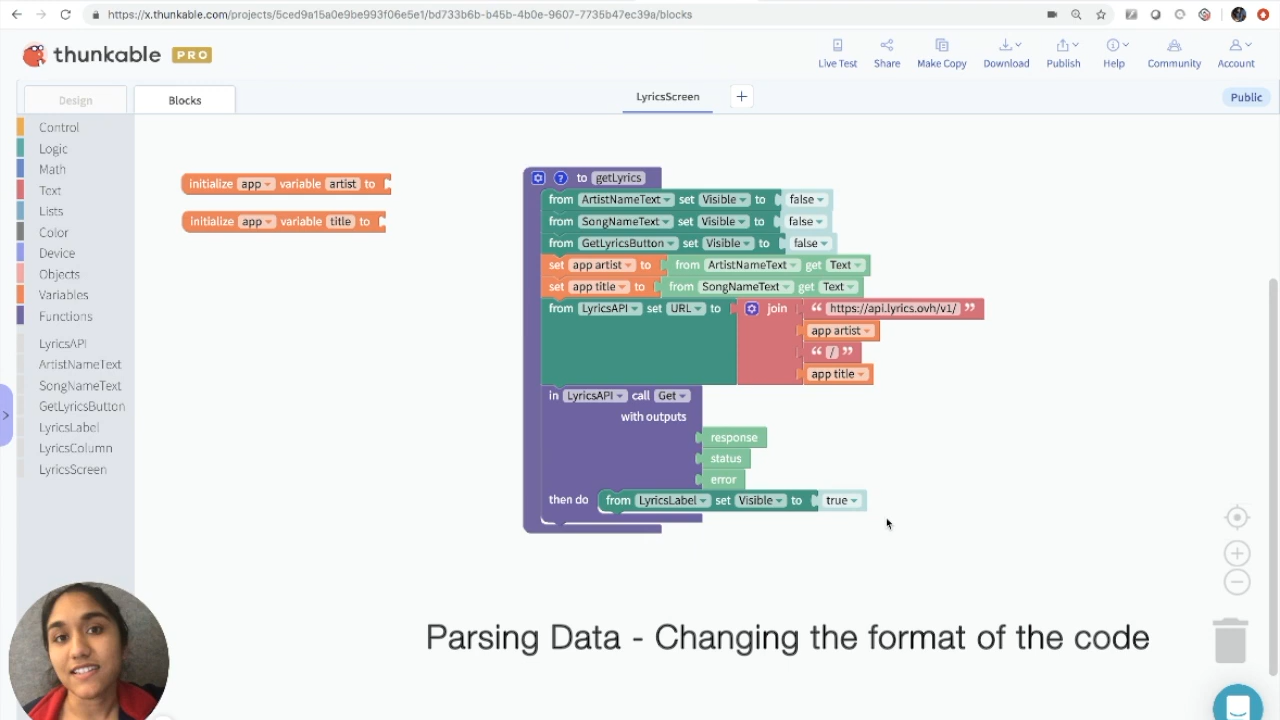 https://x.thunkable.com/projects/5ced9a15a0e9be993f06e5e1/bd733b6b-b45b-4b0e-9607-7735b47ec39a/blocks
thunkable PRO
Live Test
Share
Make Copy
Download
Publish
Help
Community
Account
Design
Blocks
LyricsScreen
+
Public
Control
Logic
Math
Text
Lists
Color
Device
Objects
Variables
Functions
LyricsAPI
ArtistNameText
SongNameText
GetLyricsButton
LyricsLabel
LyricsColumn
LyricsScreen
initialize app variable artist to
initialize app variable title to
? to getLyrics
from ArtistNameText set Visible to false
from SongNameText set Visible to false
from GetLyricsButton set Visible to false
set app artist to from ArtistNameText get Text
set app title to from SongNameText get Text
from LyricsAPI set URL to join “ https://api.lyrics.ovh/v1/ ”
app artist
“ / ”
app title
in LyricsAPI call Get
with outputs
response
status
error
then do from LyricsLabel set Visible to true
Parsing Data - Changing the format of the code